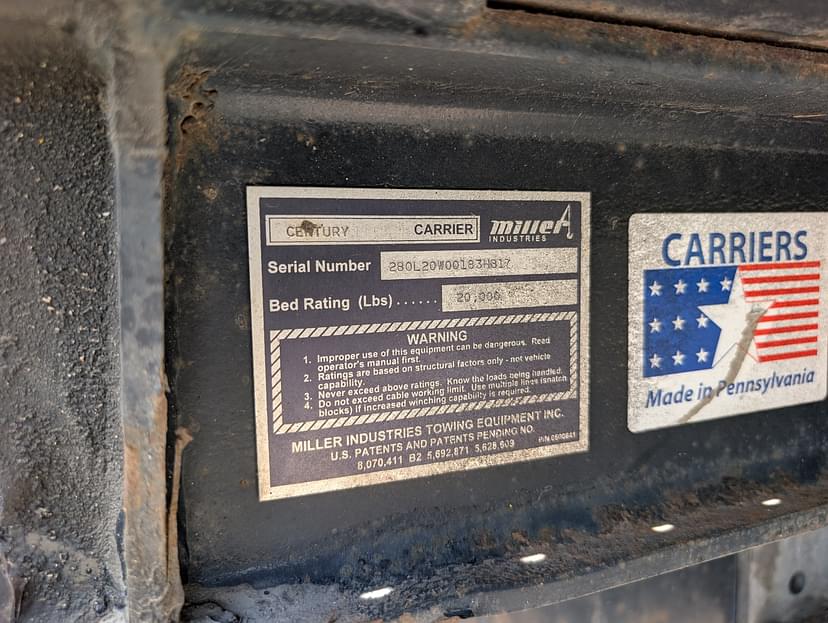 CENTURY CARRIER
miller
INDUSTRIES
Serial Number 280L20W00183H817
Bed Rating (Lbs) ...... 20,000
WARNING
1. Improper use of this equipment can be dangerous. Read
operator's manual first.
2. Ratings are based on structural factors only - not vehicle
capability.
3. Never exceed above ratings. Know the loads being handled.
4. Do not exceed cable working limit. Use multiple lines (snatch
blocks) if increased winching capability is required.
MILLER INDUSTRIES TOWING EQUIPMENT INC.
U.S. PATENTS AND PATENTS PENDING NO.
8,070,411 B2 5,692,871 5,628,609
CARRIERS
Made in Pennsylvania